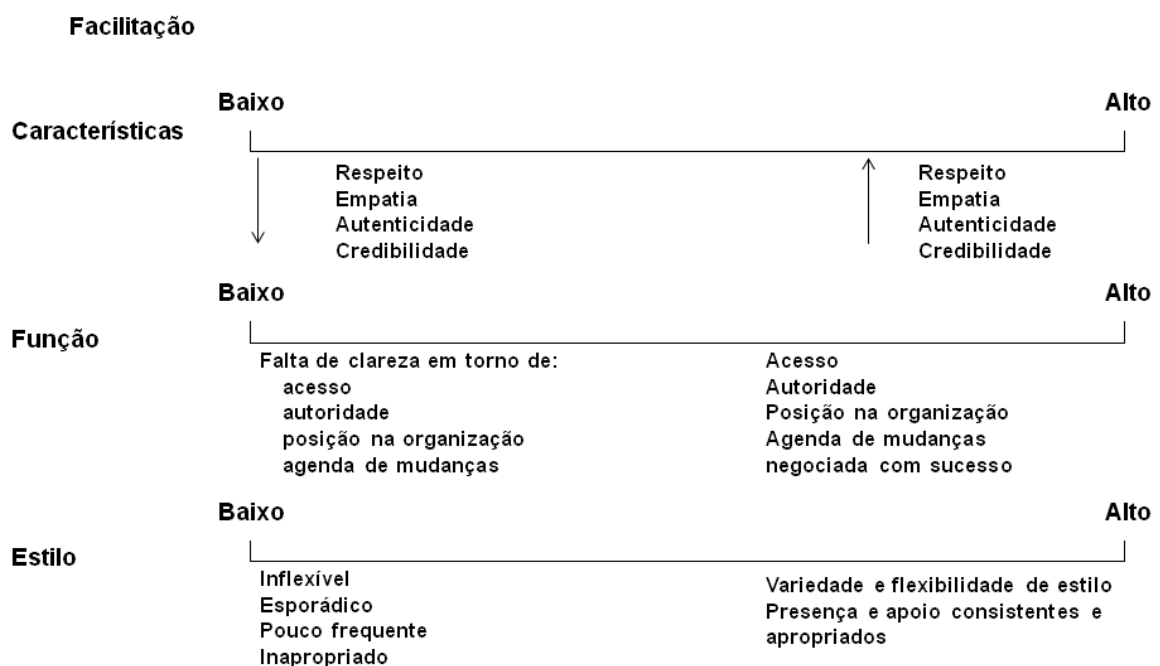 Facilitação
Baixo Alto
Características
Respeito Respeito
Empatia Empatia
Autenticidade Autenticidade
Credibilidade Credibilidade
Baixo Alto
Função
Falta de clareza em torno de: Acesso
acesso Autoridade
autoridade Posição na organização
posição na organização Agenda de mudanças
agenda de mudanças negociada com sucesso
Baixo Alto
Estilo
Inflexível Variedade e flexibilidade de estilo
Esporádico Presença e apoio consistentes e
Pouco frequente apropriados
Inapropriado